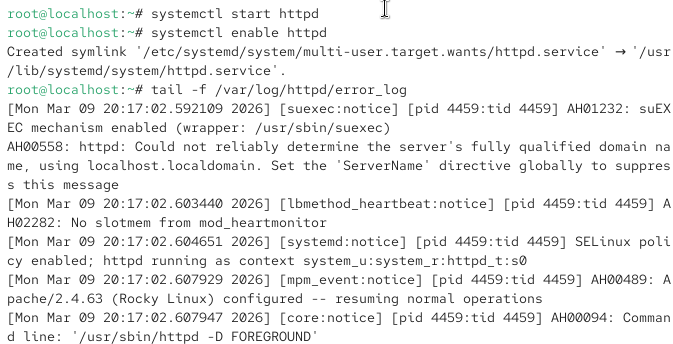 root@localhost:~# systemctl start httpd
root@localhost:~# systemctl enable httpd
Created symlink '/etc/systemd/system/multi-user.target.wants/httpd.service' → '/usr
/lib/systemd/system/httpd.service'.
root@localhost:~# tail -f /var/log/httpd/error_log
[Mon Mar 09 20:17:02.592109 2026] [suexec:notice] [pid 4459:tid 4459] AH01232: suEX
EC mechanism enabled (wrapper: /usr/sbin/suexec)
AH00558: httpd: Could not reliably determine the server's fully qualified domain na
me, using localhost.localdomain. Set the 'ServerName' directive globally to suppres
s this message
[Mon Mar 09 20:17:02.603440 2026] [lbmethod_heartbeat:notice] [pid 4459:tid 4459] A
H02282: No slotmem from mod_heartmonitor
[Mon Mar 09 20:17:02.604651 2026] [systemd:notice] [pid 4459:tid 4459] SELinux poli
cy enabled; httpd running as context system_u:system_r:httpd_t:s0
[Mon Mar 09 20:17:02.607929 2026] [mpm_event:notice] [pid 4459:tid 4459] AH00489: A
pache/2.4.63 (Rocky Linux) configured -- resuming normal operations
[Mon Mar 09 20:17:02.607947 2026] [core:notice] [pid 4459:tid 4459] AH00094: Comman
d line: '/usr/sbin/httpd -D FOREGROUND'